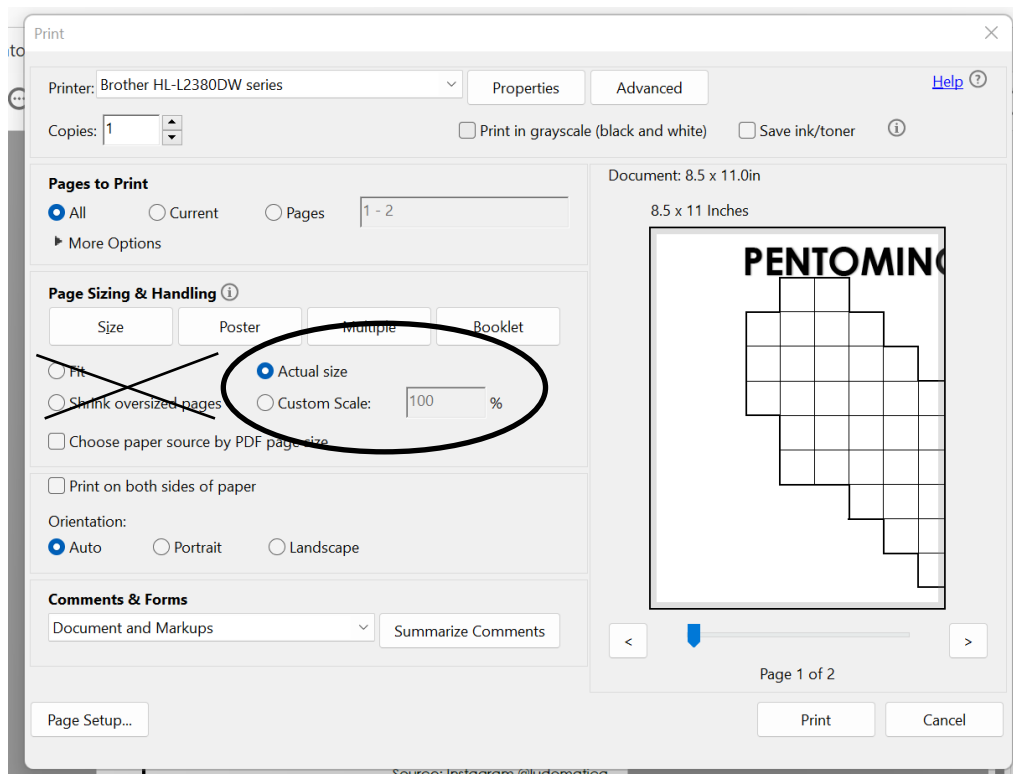 Print
nto
Printer: Brother HL-L2380DW series Properties Advanced Help ?
Copies: 1 Print in grayscale (black and white) Save ink/toner i
Pages to Print
Document: 8.5 x 11.0in
All Current Pages 1 - 2
8.5 x 11 Inches
More Options
PENTOMINO
Page Sizing & Handling i
Size Poster Multiple Booklet
Fit Actual size
Shrink oversized pages Custom Scale: 100 %
Choose paper source by PDF page size
Print on both sides of paper
Orientation:
Auto Portrait Landscape
Comments & Forms
Document and Markups Summarize Comments
< >
Page 1 of 2
Page Setup... Print Cancel
Source: Instagram @ludomatica